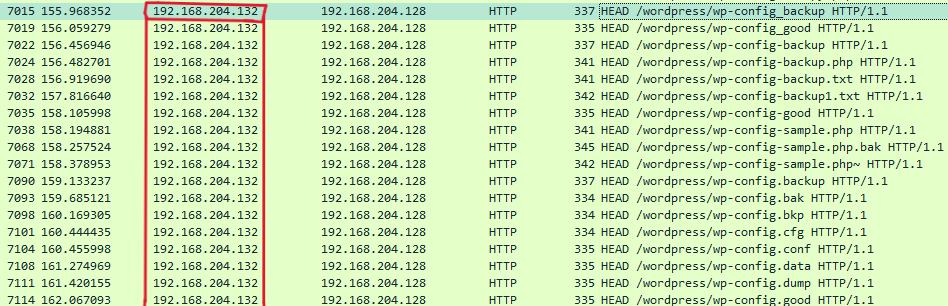 7015 155.968352 192.168.204.132 192.168.204.128 HTTP 337 HEAD /wordpress/wp-config_backup HTTP/1.1
7019 156.059279 192.168.204.132 192.168.204.128 HTTP 335 HEAD /wordpress/wp-config_good HTTP/1.1
7022 156.456946 192.168.204.132 192.168.204.128 HTTP 337 HEAD /wordpress/wp-config-backup HTTP/1.1
7024 156.482701 192.168.204.132 192.168.204.128 HTTP 341 HEAD /wordpress/wp-config-backup.php HTTP/1.1
7028 156.919690 192.168.204.132 192.168.204.128 HTTP 341 HEAD /wordpress/wp-config-backup.txt HTTP/1.1
7032 157.816640 192.168.204.132 192.168.204.128 HTTP 342 HEAD /wordpress/wp-config-backup1.txt HTTP/1.1
7035 158.105998 192.168.204.132 192.168.204.128 HTTP 335 HEAD /wordpress/wp-config-good HTTP/1.1
7038 158.194881 192.168.204.132 192.168.204.128 HTTP 341 HEAD /wordpress/wp-config-sample.php HTTP/1.1
7068 158.257524 192.168.204.132 192.168.204.128 HTTP 345 HEAD /wordpress/wp-config-sample.php.bak HTTP/1.1
7071 158.378953 192.168.204.132 192.168.204.128 HTTP 342 HEAD /wordpress/wp-config-sample.php~ HTTP/1.1
7090 159.133237 192.168.204.132 192.168.204.128 HTTP 337 HEAD /wordpress/wp-config.backup HTTP/1.1
7093 159.685121 192.168.204.132 192.168.204.128 HTTP 334 HEAD /wordpress/wp-config.bak HTTP/1.1
7098 160.169305 192.168.204.132 192.168.204.128 HTTP 334 HEAD /wordpress/wp-config.bkp HTTP/1.1
7101 160.444435 192.168.204.132 192.168.204.128 HTTP 334 HEAD /wordpress/wp-config.cfg HTTP/1.1
7104 160.455998 192.168.204.132 192.168.204.128 HTTP 335 HEAD /wordpress/wp-config.conf HTTP/1.1
7108 161.274969 192.168.204.132 192.168.204.128 HTTP 335 HEAD /wordpress/wp-config.data HTTP/1.1
7111 161.420155 192.168.204.132 192.168.204.128 HTTP 335 HEAD /wordpress/wp-config.dump HTTP/1.1
7114 162.067093 192.168.204.132 192.168.204.128 HTTP 335 HEAD /wordpress/wp-config.good HTTP/1.1